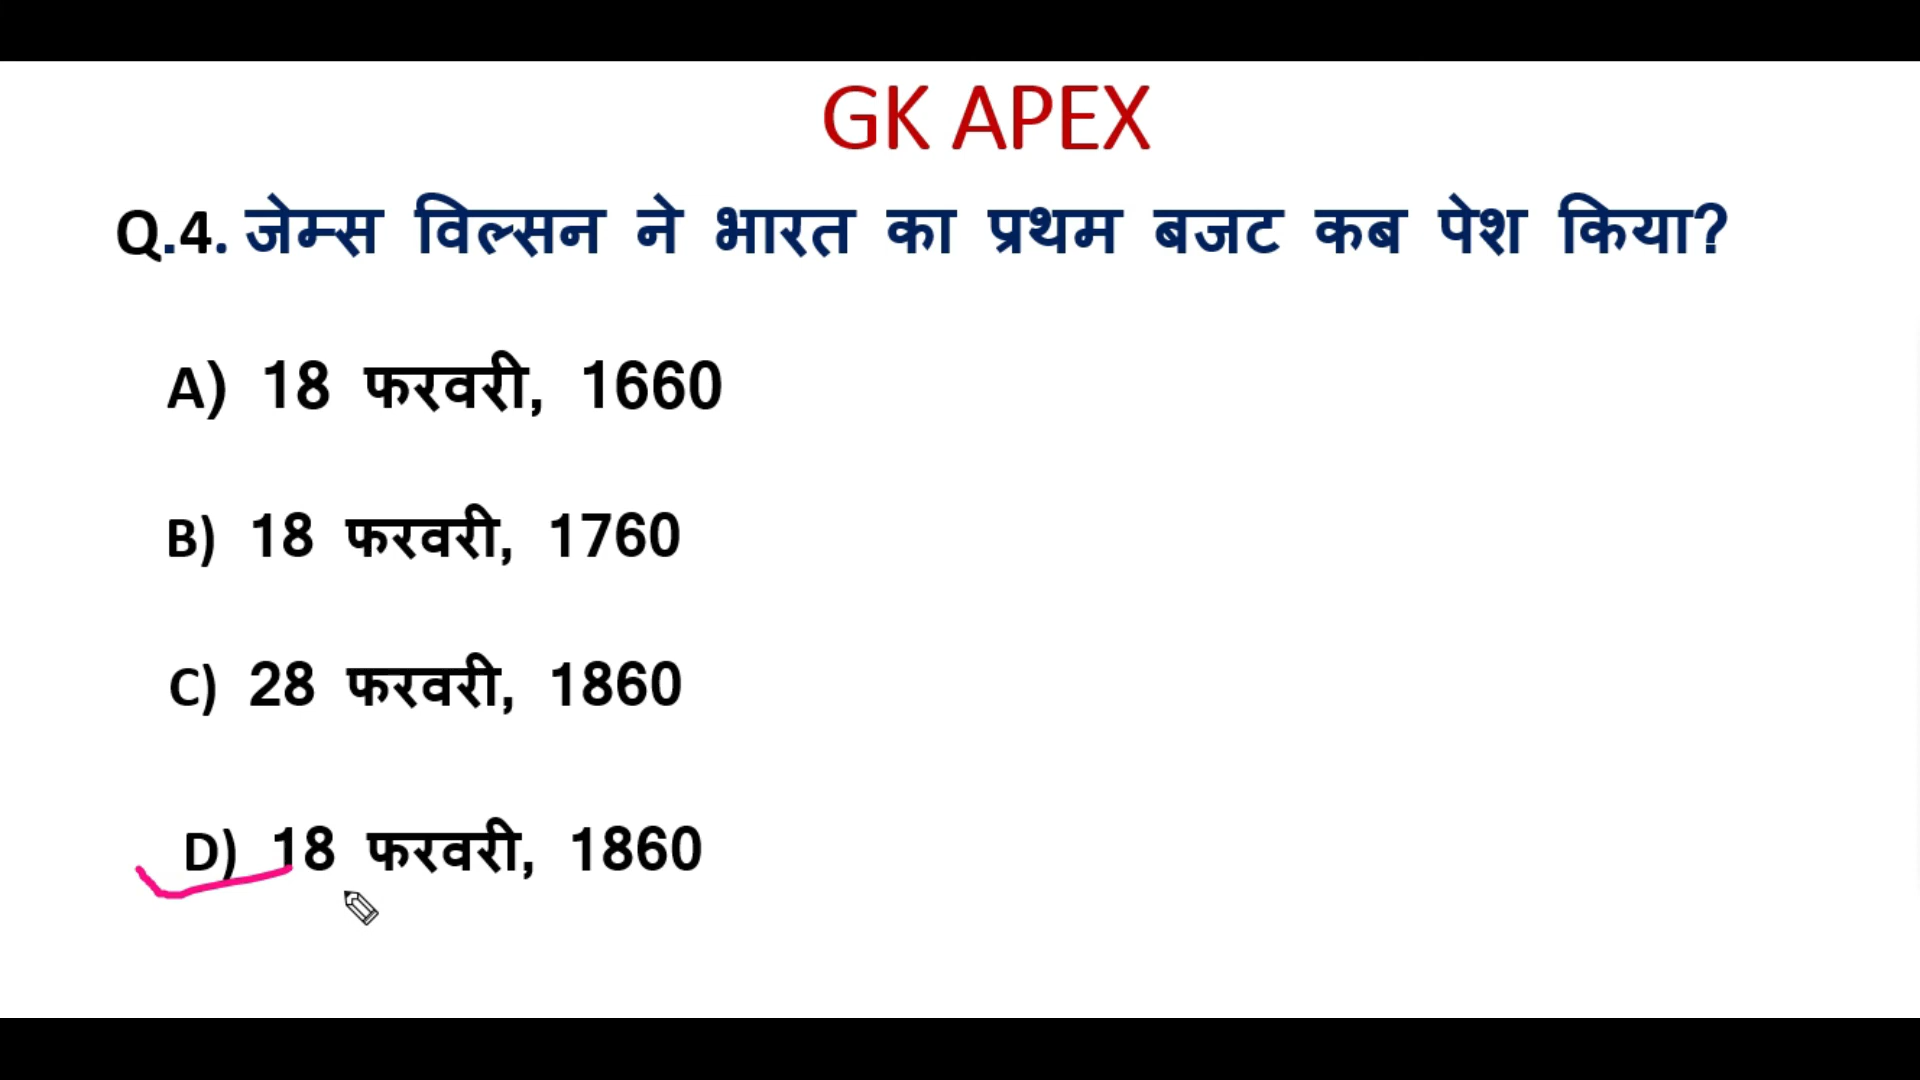 GK APEX
Q.4. जेम्स विल्सन ने भारत का प्रथम बजट कब पेश किया?
A) 18 फरवरी, 1660
B) 18 फरवरी, 1760
C) 28 फरवरी, 1860
D) 18 फरवरी, 1860